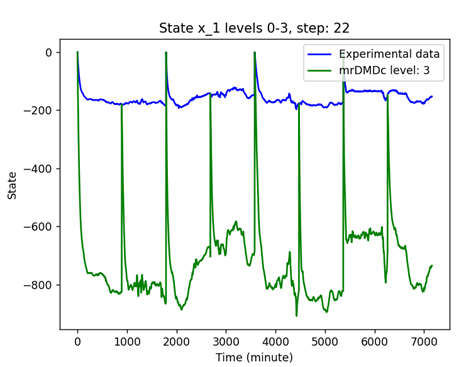 State x_1 levels 0-3, step: 22
Experimental data
mrDMDc level: 3
0
−200
−400
−600
−800
State
0
1000
2000
3000
4000
5000
6000
7000
Time (minute)